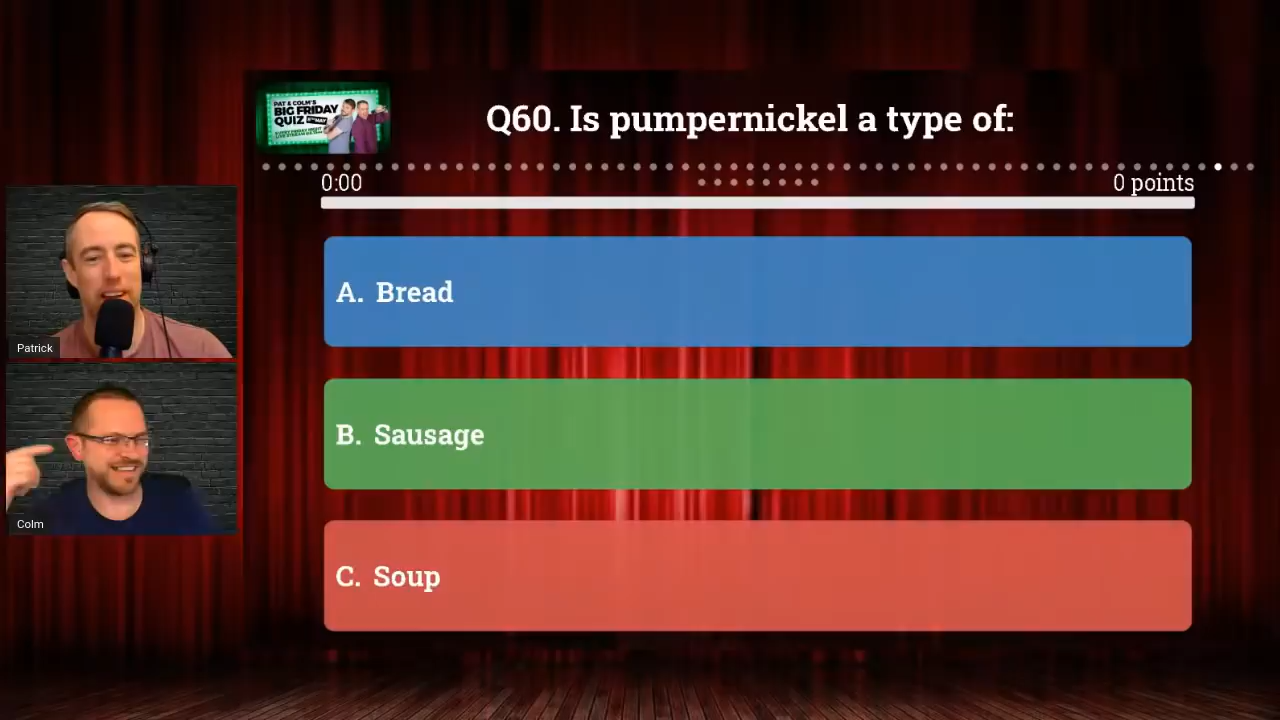 PAT & COLM'S
BIG FRIDAY
QUIZ
Q60. Is pumpernickel a type of:
0:00
0 points
A. Bread
B. Sausage
C. Soup
Patrick
Colm